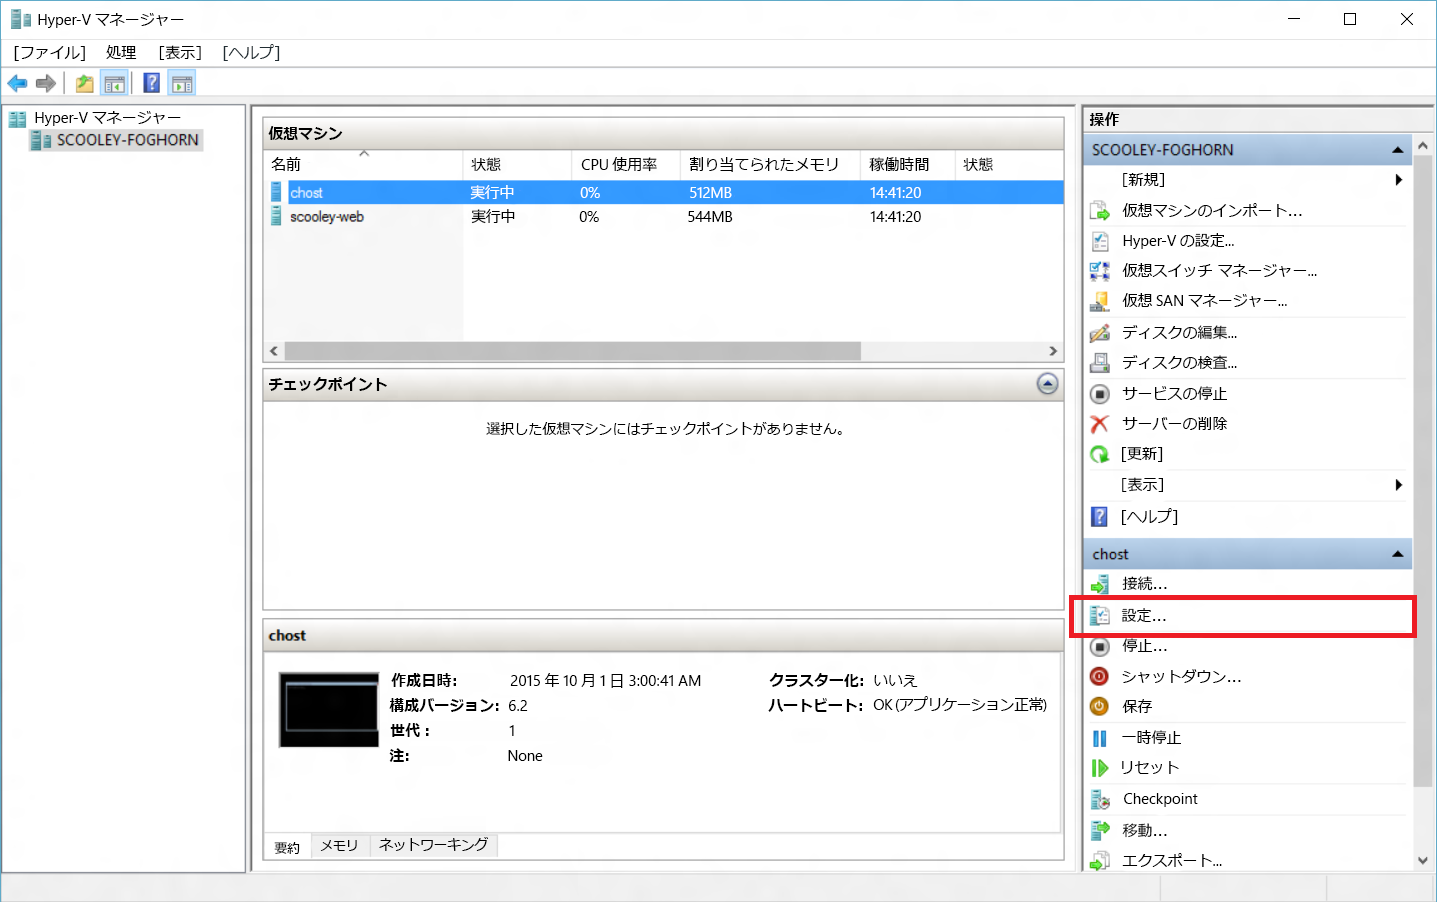 Hyper-V マネージャー
[ファイル] 処理 [表示] [ヘルプ]
Hyper-V マネージャー
SCOOLEY-FOGHORN
仮想マシン
名前 状態 CPU 使用率 割り当てられたメモリ 稼働時間 状態
chost 実行中 0% 512MB 14:41:20
scooley-web 実行中 0% 544MB 14:41:20
チェックポイント
選択した仮想マシンにはチェックポイントがありません。
chost
作成日時: 2015 年 10 月 1 日 3:00:41 AM クラスター化: いいえ
構成バージョン: 6.2 ハートビート: OK (アプリケーション正常)
世代 : 1
注: None
要約 メモリ ネットワーキング
操作
SCOOLEY-FOGHORN
[新規]
仮想マシンのインポート...
Hyper-V の設定...
仮想スイッチ マネージャー...
仮想 SAN マネージャー...
ディスクの編集...
ディスクの検査...
サービスの停止
サーバーの削除
[更新]
[表示]
[ヘルプ]
chost
接続...
設定...
停止...
シャットダウン...
保存
一時停止
リセット
Checkpoint
移動...
エクスポート...